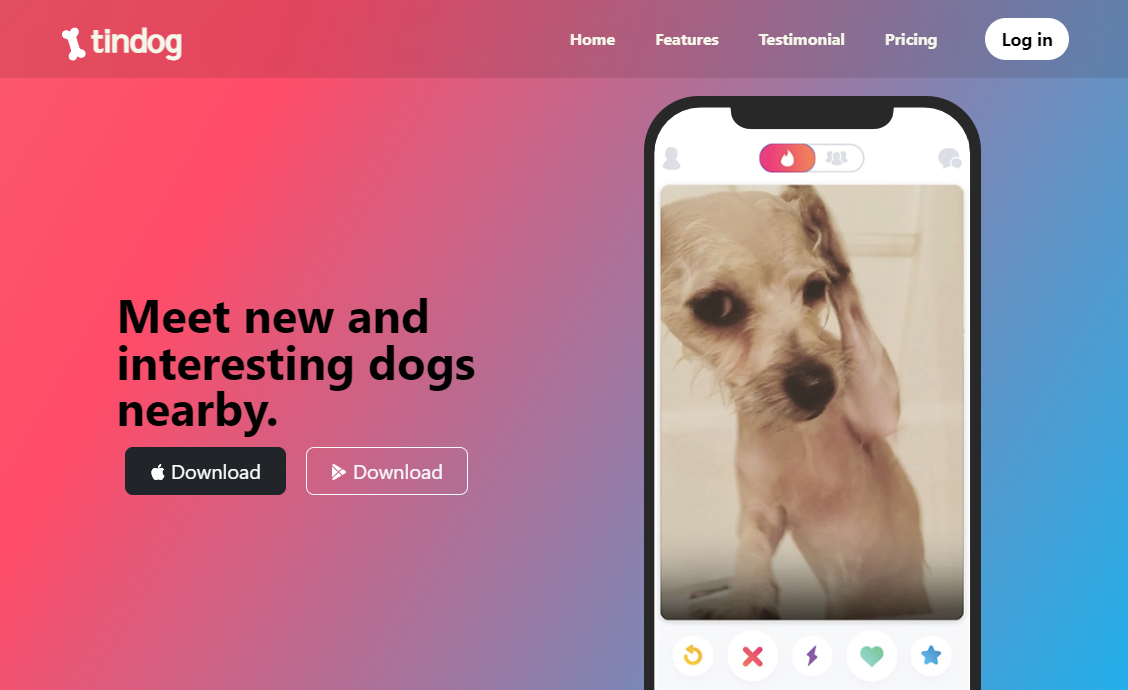 tindog
Home
Features
Testimonial
Pricing
Log in
Meet new and
interesting dogs
nearby.
Download
Download